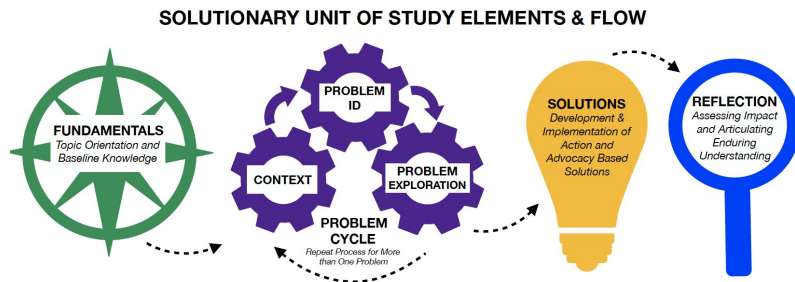 SOLUTIONARY UNIT OF STUDY ELEMENTS & FLOW
FUNDAMENTALS
Topic Orientation and
Baseline Knowledge
PROBLEM
ID
CONTEXT
PROBLEM
EXPLORATION
PROBLEM
CYCLE
Repeat Process for More
than One Problem
SOLUTIONS
Development &
Implementation of
Action and
Advocacy Based
Solutions
REFLECTION
Assessing Impact
and Articulating
Enduring
Understanding